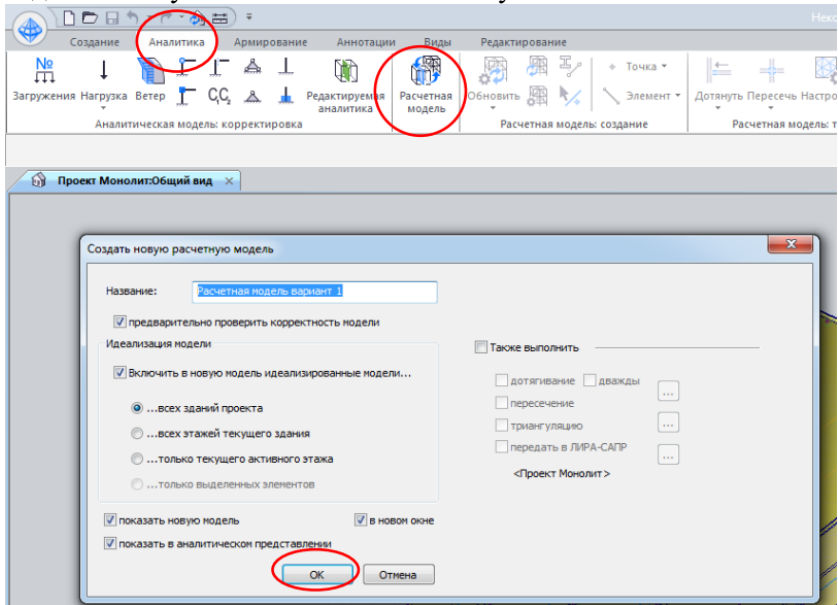 Неко
Создание Аналитика Армирование Аннотации Виды Редактирование
Загружения Нагрузка Ветер Редактируемая аналитика Расчетная модель Обновить Точка Элемент Дотянуть Пересечь Настро
Аналитическая модель: корректировка Расчетная модель: создание Расчетная модель: т
Проект Монолит:Общий вид
Создать новую расчетную модель
Название: Расчетная модель вариант 1
предварительно проверить корректность модели
Идеализация модели
Также выполнить
Включить в новую модель идеализированные модели...
дотягивание дважды
...всех зданий проекта
пересечение
...всех этажей текущего здания
триангуляцию
...только текущего активного этажа
передать в ЛИРА-САПР
<Проект Монолит>
...только выделенных элементов
показать новую модель в новом окне
показать в аналитическом представлении
OK Отмена